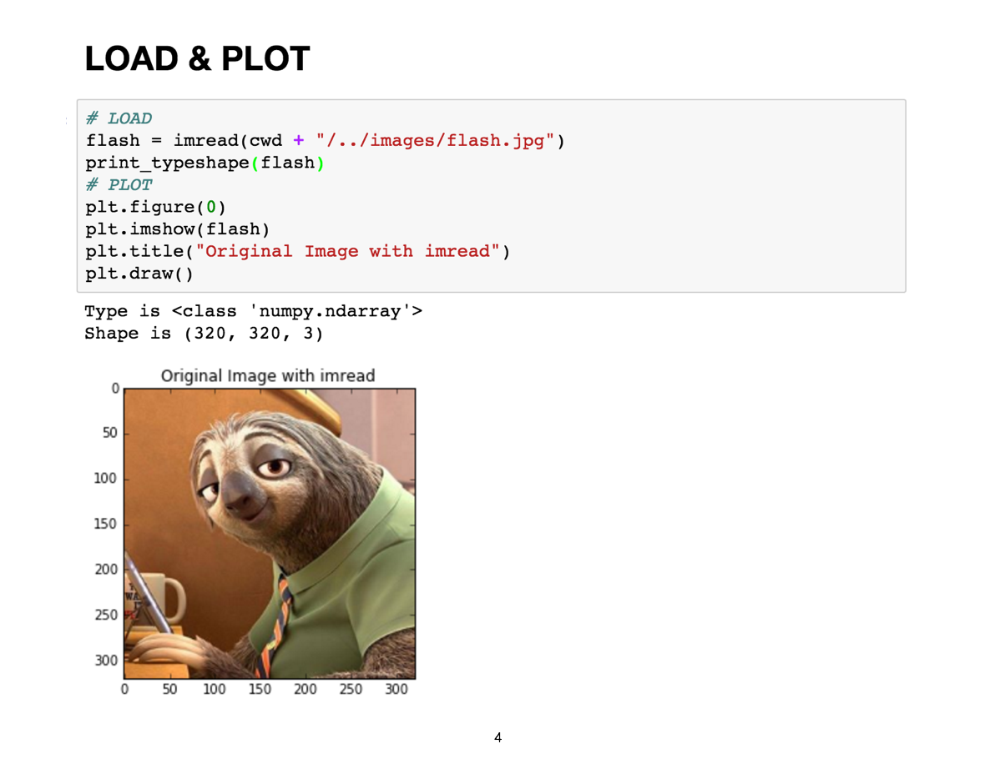 LOAD & PLOT
# LOAD
flash = imread(cwd + "/../images/flash.jpg")
print_typeshape(flash)
# PLOT
plt.figure(0)
plt.imshow(flash)
plt.title("Original Image with imread")
plt.draw()
Type is <class 'numpy.ndarray'>
Shape is (320, 320, 3)
Original Image with imread
0
50
100
150
200
250
300
0 50 100 150 200 250 300
4